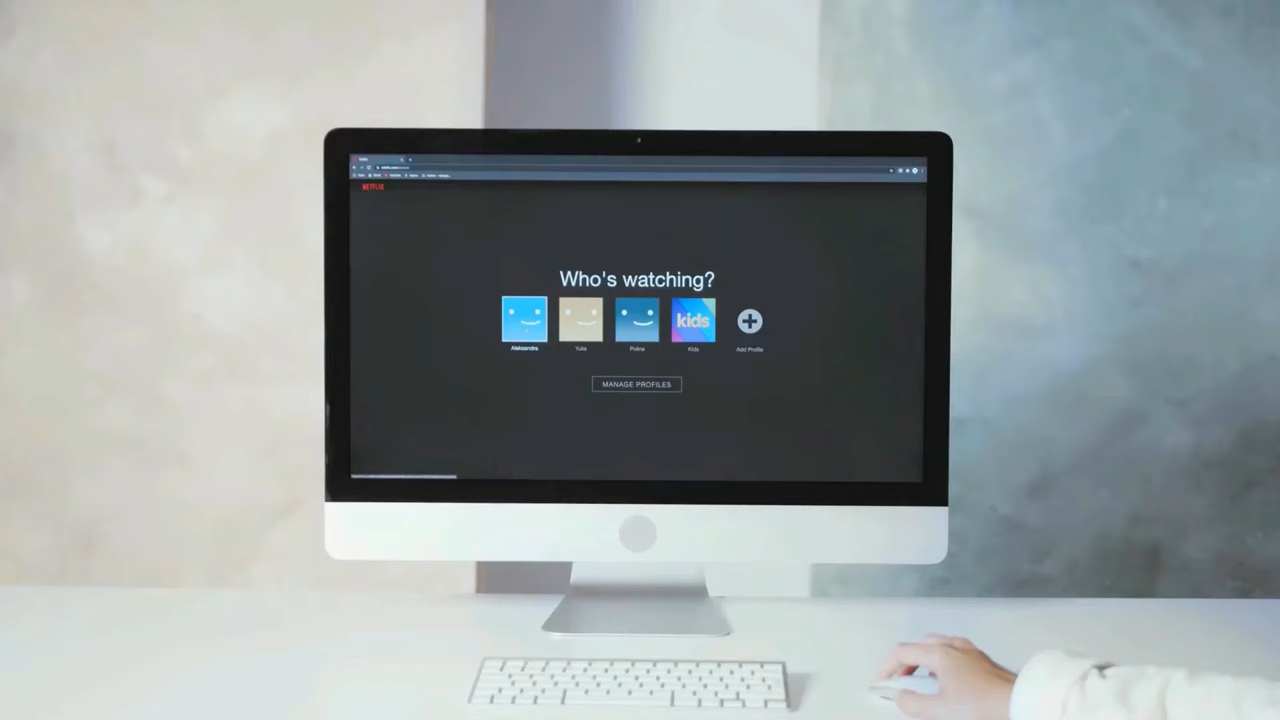 NETFLIX
Who's watching?
kids
Aleksandra Yulia Polina Kids Add Profile
MANAGE PROFILES